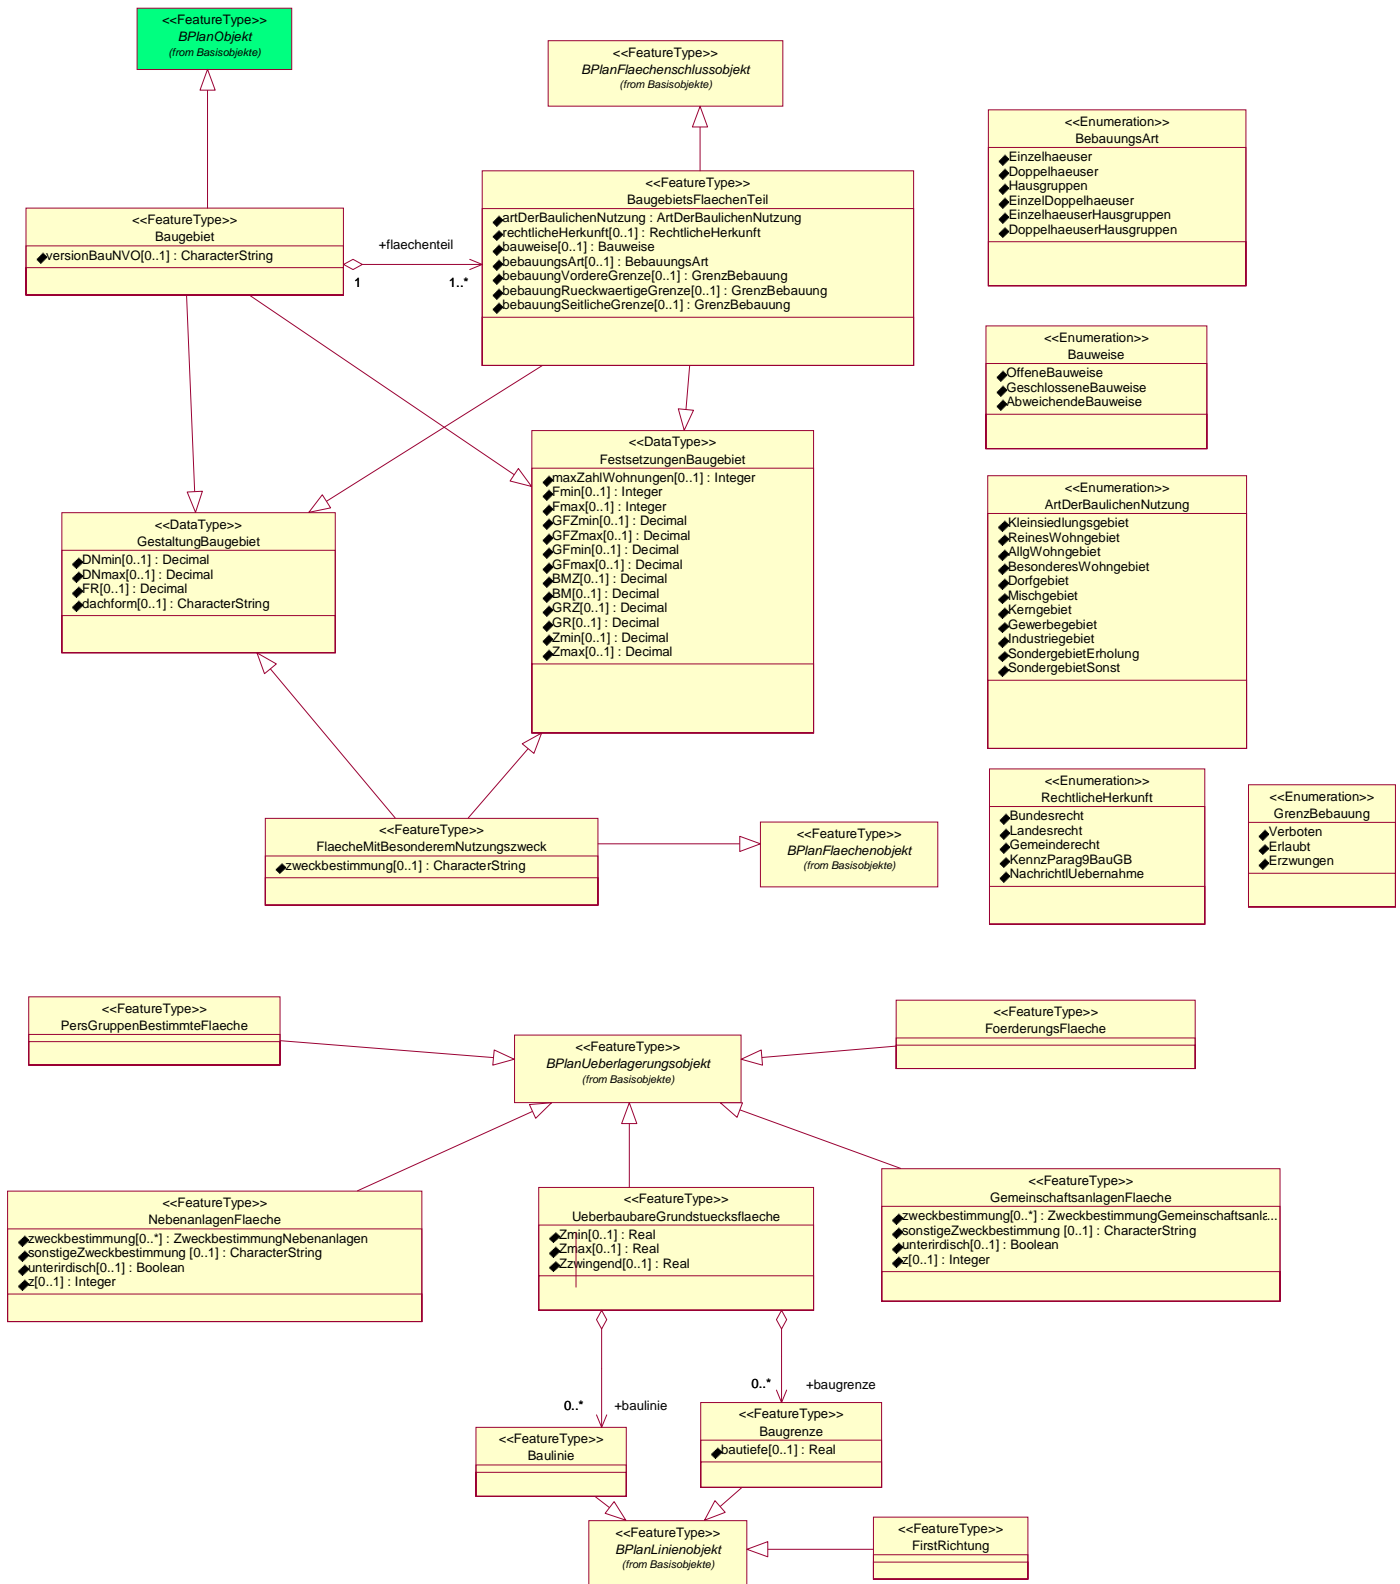 <<FeatureType>>
BPlanObjekt
(from Basisobjekte)
<<FeatureType>>
BPlanFlaechenschlussobjekt
(from Basisobjekte)
<<Enumeration>>
BebauungsArt
Einzelhaeuser
Doppelhaeuser
Hausgruppen
EinzelDoppelhaeuser
EinzelhaeuserHausgruppen
DoppelhaeuserHausgruppen
<<FeatureType>>
BaugebietsFlaechenTeil
artDerBaulichenNutzung : ArtDerBaulichenNutzung
rechtlicheHerkunft[0..1] : RechtlicheHerkunft
bauweise[0..1] : Bauweise
bebauungsArt[0..1] : BebauungsArt
bebauungVordereGrenze[0..1] : GrenzBebauung
bebauungRueckwaertigeGrenze[0..1] : GrenzBebauung
bebauungSeitlicheGrenze[0..1] : GrenzBebauung
<<FeatureType>>
Baugebiet
versionBauNVO[0..1] : CharacterString
+flaechenteil
1
1..*
<<Enumeration>>
Bauweise
OffeneBauweise
GeschlosseneBauweise
AbweichendeBauweise
<<DataType>>
FestsetzungenBaugebiet
maxZahlWohnungen[0..1] : Integer
Fmin[0..1] : Integer
Fmax[0..1] : Integer
GFZmin[0..1] : Decimal
GFZmax[0..1] : Decimal
GFmin[0..1] : Decimal
GFmax[0..1] : Decimal
BMZ[0..1] : Decimal
BM[0..1] : Decimal
GRZ[0..1] : Decimal
GR[0..1] : Decimal
Zmin[0..1] : Decimal
Zmax[0..1] : Decimal
<<Enumeration>>
ArtDerBaulichenNutzung
Kleinsiedlungsgebiet
ReinesWohngebiet
AllgWohngebiet
BesonderesWohngebiet
Dorfgebiet
Mischgebiet
Kerngebiet
Gewerbegebiet
Industriegebiet
SondergebietErholung
SondergebietSonst
<<DataType>>
GestaltungBaugebiet
DNmin[0..1] : Decimal
DNmax[0..1] : Decimal
FR[0..1] : Decimal
dachform[0..1] : CharacterString
<<Enumeration>>
RechtlicheHerkunft
Bundesrecht
Landesrecht
Gemeinderecht
KennzParag9BauGB
NachrichtlUebernahme
<<Enumeration>>
GrenzBebauung
Verboten
Erlaubt
Erzwungen
<<FeatureType>>
FlaecheMitBesonderemNutzungszweck
zweckbestimmung[0..1] : CharacterString
<<FeatureType>>
BPlanFlaechenobjekt
(from Basisobjekte)
<<FeatureType>>
PersGruppenBestimmteFlaeche
<<FeatureType>>
FoerderungsFlaeche
<<FeatureType>>
BPlanUeberlagerungsobjekt
(from Basisobjekte)
<<FeatureType>>
NebenanlagenFlaeche
zweckbestimmung[0..*] : ZweckbestimmungNebenanlagen
sonstigeZweckbestimmung [0..1] : CharacterString
unterirdisch[0..1] : Boolean
z[0..1] : Integer
<<FeatureType>>
UeberbaubareGrundstuecksflaeche
Zmin[0..1] : Real
Zmax[0..1] : Real
Zzwingend[0..1] : Real
<<FeatureType>>
GemeinschaftsanlagenFlaeche
zweckbestimmung[0..*] : ZweckbestimmungGemeinschaftsanla...
sonstigeZweckbestimmung [0..1] : CharacterString
unterirdisch[0..1] : Boolean
z[0..1] : Integer
0..*
+baulinie
0..*
+baugrenze
<<FeatureType>>
Baulinie
<<FeatureType>>
Baugrenze
bautiefe[0..1] : Real
<<FeatureType>>
BPlanLinienobjekt
(from Basisobjekte)
<<FeatureType>>
FirstRichtung